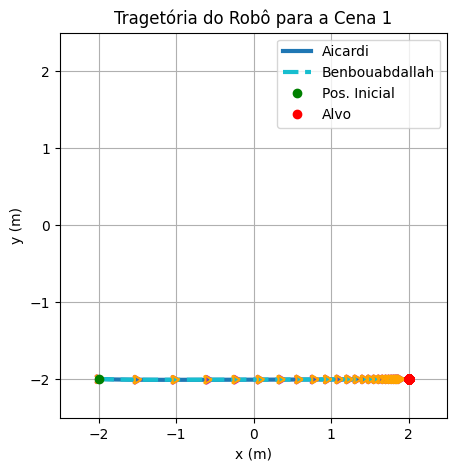 Tragetória do Robô para a Cena 1
Aicardi
Benbouabdallah
Pos. Inicial
Alvo
y (m)
2
1
0
−1
−2
−2
−1
0
1
2
x (m)